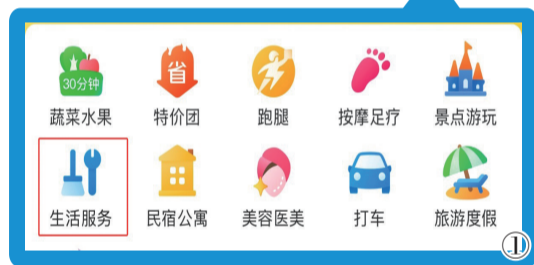 30分钟
省
蔬菜水果 特价团 跑腿 按摩足疗 景点游玩
生活服务 民宿公寓 美容医美 打车 旅游度假
1